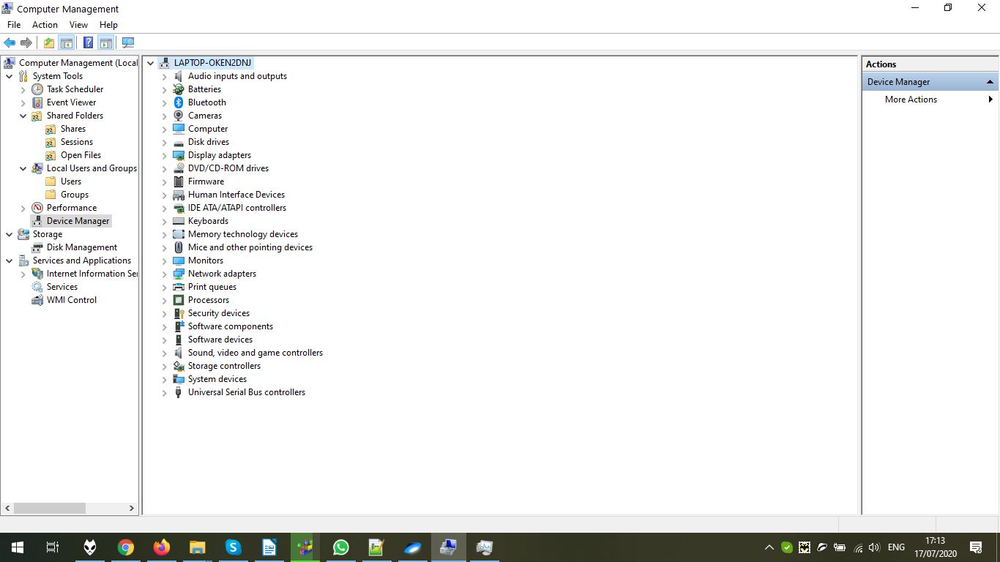 Computer Management
File Action View Help
Computer Management (Local
System Tools
Task Scheduler
Event Viewer
Shared Folders
Shares
Sessions
Open Files
Local Users and Groups
Users
Groups
Performance
Device Manager
Storage
Disk Management
Services and Applications
Internet Information Ser
Services
WMI Control
LAPTOP-OKEN2DNJ
Audio inputs and outputs
Batteries
Bluetooth
Cameras
Computer
Disk drives
Display adapters
DVD/CD-ROM drives
Firmware
Human Interface Devices
IDE ATA/ATAPI controllers
Keyboards
Memory technology devices
Mice and other pointing devices
Monitors
Network adapters
Print queues
Processors
Security devices
Software components
Software devices
Sound, video and game controllers
Storage controllers
System devices
Universal Serial Bus controllers
Actions
Device Manager
More Actions
ENG
17:13
17/07/2020